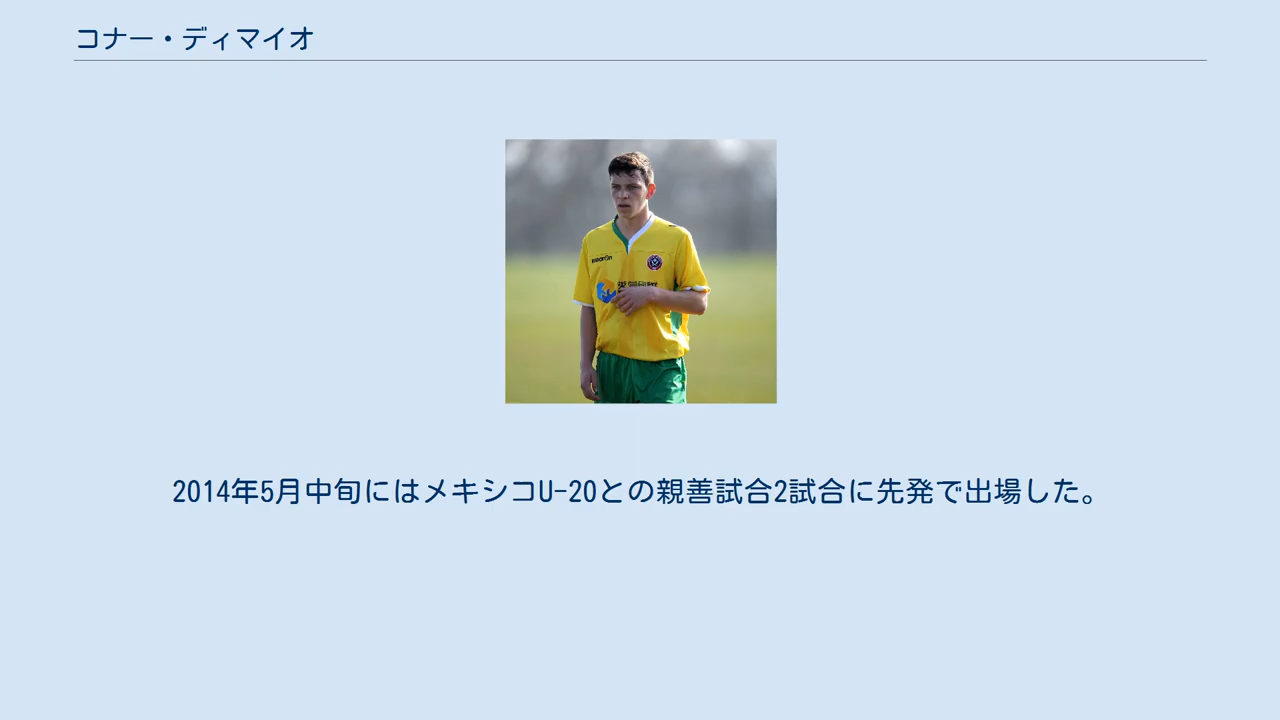 コナー・ディマイオ
macron
2014年5月中旬にはメキシコU-20との親善試合2試合に先発で出場した。